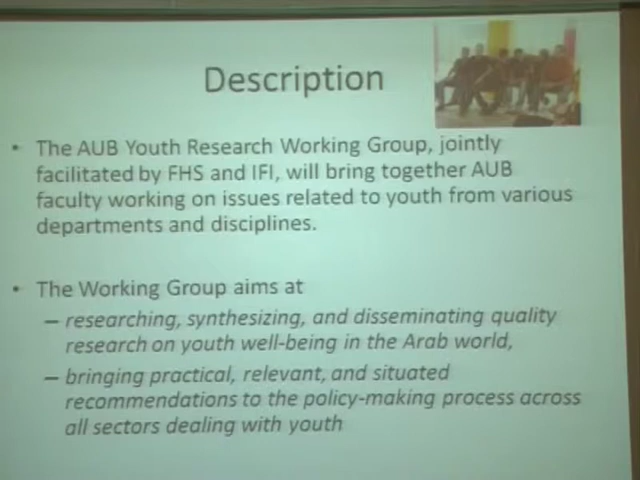 Description
• The AUB Youth Research Working Group, jointly
facilitated by FHS and IFI, will bring together AUB
faculty working on issues related to youth from various
departments and disciplines.
• The Working Group aims at
– researching, synthesizing, and disseminating quality
research on youth well-being in the Arab world,
– bringing practical, relevant, and situated
recommendations to the policy-making process across
all sectors dealing with youth